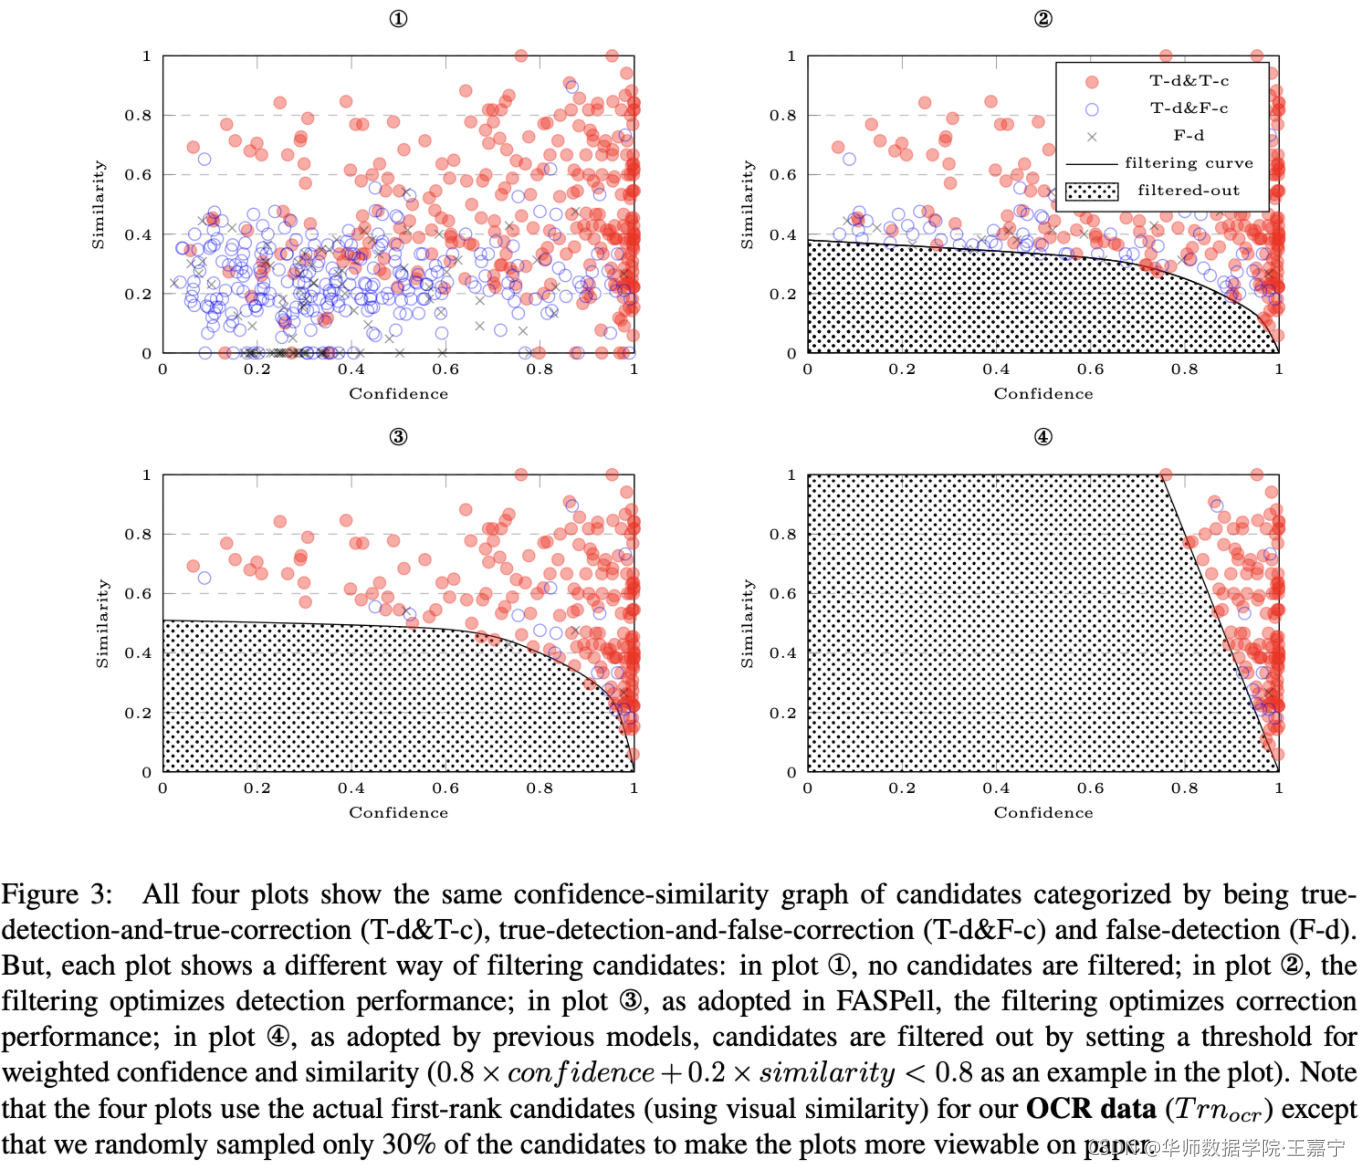 ① ②
1 1
0.8 0.8
0.6 0.6
0.4 0.4
0.2 0.2
0 0
Similarity Similarity
T-d&T-c
T-d&F-c
F-d
filtering curve
filtered-out
0 0.2 0.4 0.6 0.8 1 0 0.2 0.4 0.6 0.8 1
Confidence Confidence
③ ④
1 1
0.8 0.8
0.6 0.6
0.4 0.4
0.2 0.2
0 0
Similarity Similarity
0 0.2 0.4 0.6 0.8 1 0 0.2 0.4 0.6 0.8 1
Confidence Confidence
Figure 3: All four plots show the same confidence-similarity graph of candidates categorized by being true-
detection-and-true-correction (T-d&T-c), true-detection-and-false-correction (T-d&F-c) and false-detection (F-d).
But, each plot shows a different way of filtering candidates: in plot ①, no candidates are filtered; in plot ②, the
filtering optimizes detection performance; in plot ③, as adopted in FASPell, the filtering optimizes correction
performance; in plot ④, as adopted by previous models, candidates are filtered out by setting a threshold for
weighted confidence and similarity (0.8 × confidence + 0.2 × similarity < 0.8 as an example in the plot). Note
that the four plots use the actual first-rank candidates (using visual similarity) for our OCR data (Trn_ocr) except
that we randomly sampled only 30% of the candidates to make the plots more viewable on paper.
CSDN @华师数据学院·王嘉宁